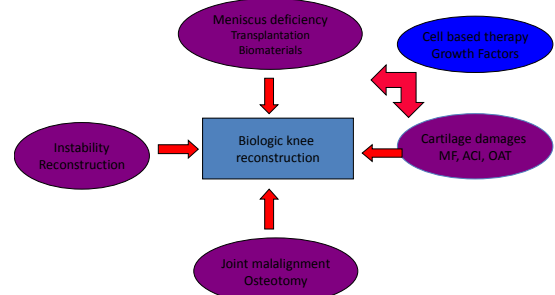 Meniscus deficiency
Transplantation
Biomaterials
Cell based therapy
Growth Factors
Instability
Reconstruction
Biologic knee
reconstruction
Cartilage damages
MF, ACI, OAT
Joint malalignment
Osteotomy